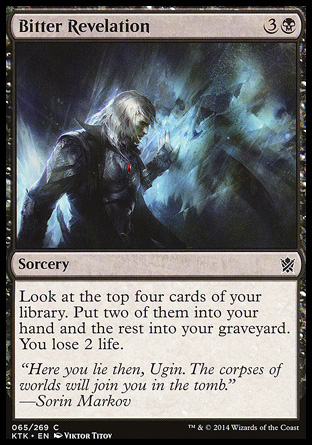 Bitter Revelation 3
Sorcery
Look at the top four cards of your
library. Put two of them into your
hand and the rest into your graveyard.
You lose 2 life.
"Here you lie then, Ugin. The corpses of
worlds will join you in the tomb."
—Sorin Markov
065/269 C
KTK • EN Viktor Titov
™ & © 2014 Wizards of the Coast